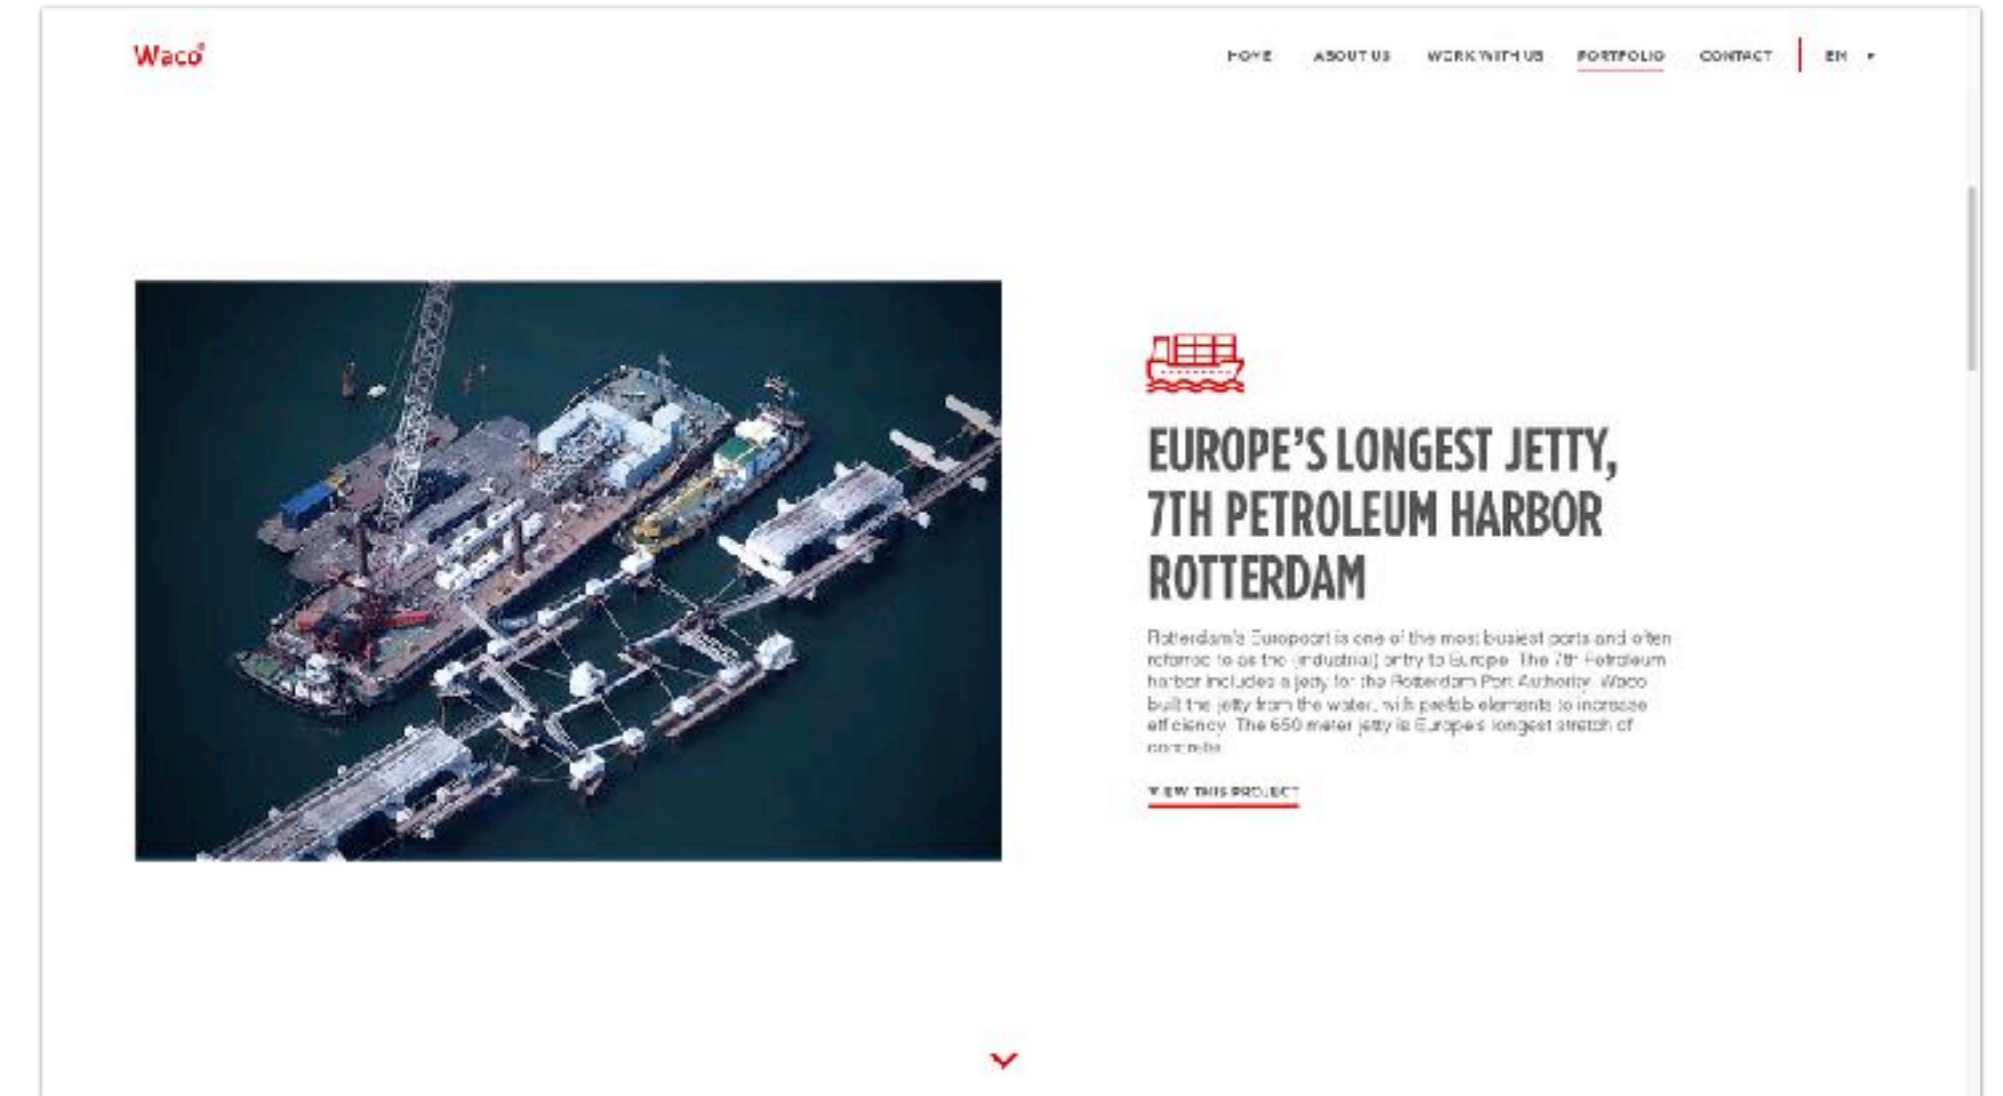 Waco
HOME ABOUT US WORK WITH US PORTFOLIO CONTACT EN
EUROPE'S LONGEST JETTY,
7TH PETROLEUM HARBOR
ROTTERDAM
Rotterdam's Europoort is one of the most busiest ports and often
referred to as the (industrial) entry to Europe. The 7th Petroleum
harbor includes a jetty for the Rotterdam Port Authority. Waco
built the jetty from the water, with prefab elements to increase
efficiency. The 650 meter jetty is Europe's longest stretch of
concrete.
VIEW THIS PROJECT